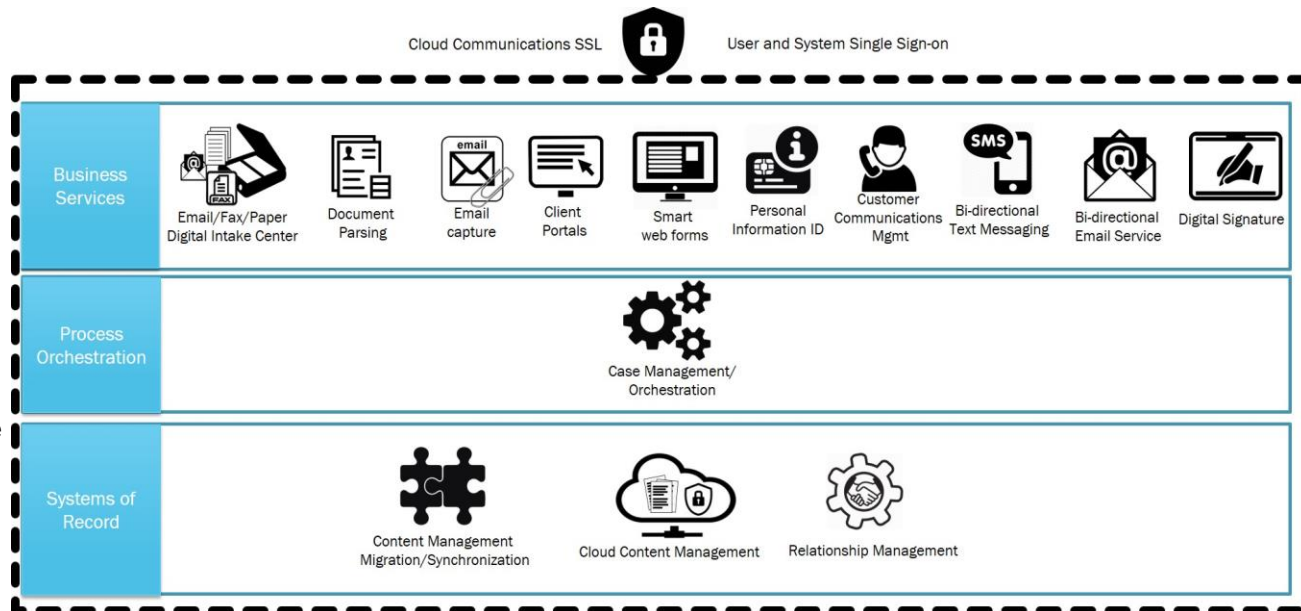 Cloud Communications SSL
User and System Single Sign-on
Business
Services
email
SMS
FAX
Email/Fax/Paper
Digital Intake Center
Document
Parsing
Email
capture
Client
Portals
Smart
web forms
Personal
Information ID
Customer
Communications
Mgmt
Bi-directional
Text Messaging
Bi-directional
Email Service
Digital Signature
Process
Orchestration
Case Management/
Orchestration
Systems of
Record
Content Management
Migration/Synchronization
Cloud Content Management
Relationship Management